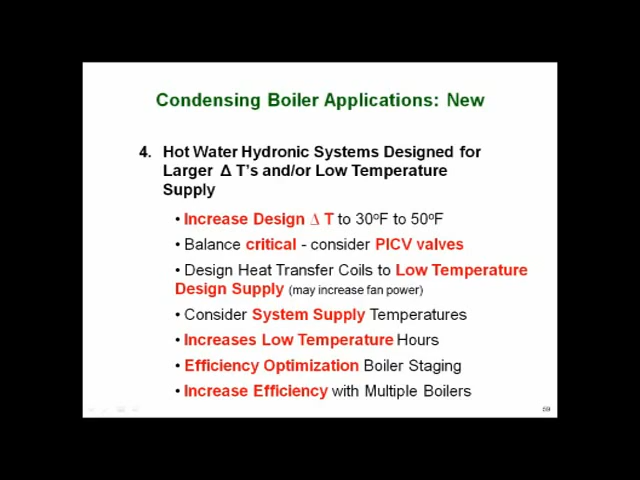 Condensing Boiler Applications: New
4. Hot Water Hydronic Systems Designed for
Larger Δ T's and/or Low Temperature
Supply
• Increase Design Δ T to 30ºF to 50ºF
• Balance critical - consider PICV valves
• Design Heat Transfer Coils to Low Temperature
Design Supply (may increase fan power)
• Consider System Supply Temperatures
• Increases Low Temperature Hours
• Efficiency Optimization Boiler Staging
• Increase Efficiency with Multiple Boilers
59